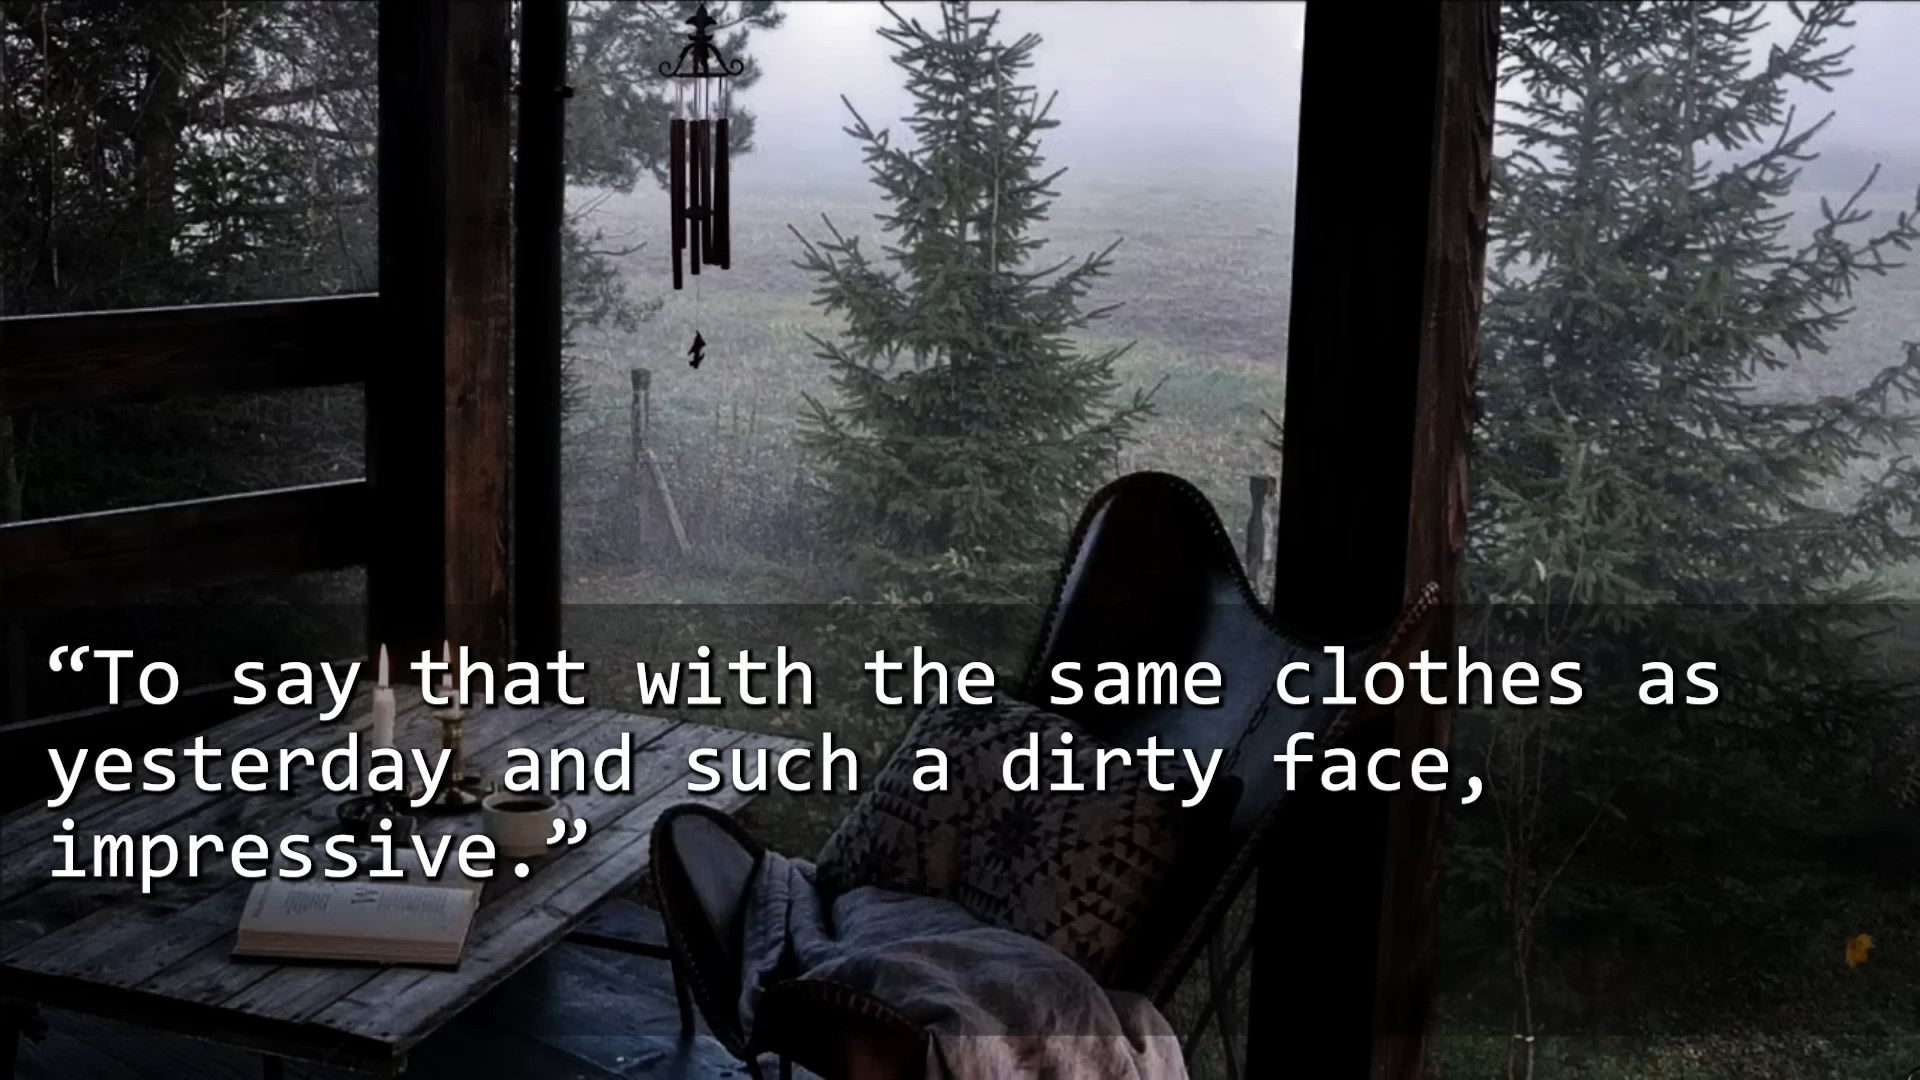 “To say that with the same clothes as
yesterday and such a dirty face,
impressive.”